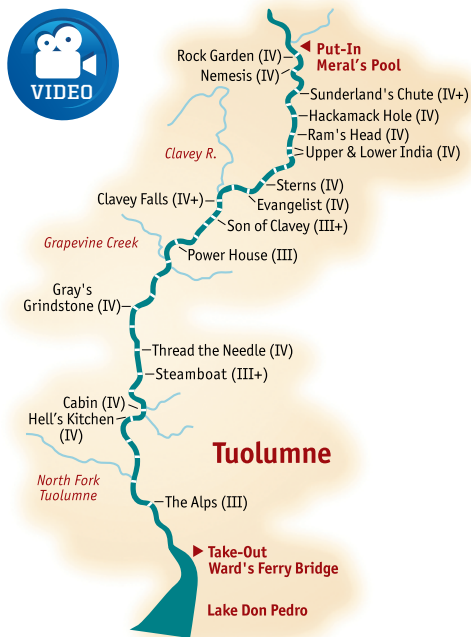 VIDEO
Put-In
Meral's Pool
Rock Garden (IV)
Nemesis (IV)
Sunderland's Chute (IV+)
Hackamack Hole (IV)
Ram's Head (IV)
Upper & Lower India (IV)
Clavey R.
Sterns (IV)
Clavey Falls (IV+)
Evangelist (IV)
Son of Clavey (III+)
Grapevine Creek
Power House (III)
Gray's
Grindstone (IV)
Thread the Needle (IV)
Steamboat (III+)
Cabin (IV)
Hell's Kitchen
(IV)
Tuolumne
North Fork
Tuolumne
The Alps (III)
Take-Out
Ward's Ferry Bridge
Lake Don Pedro